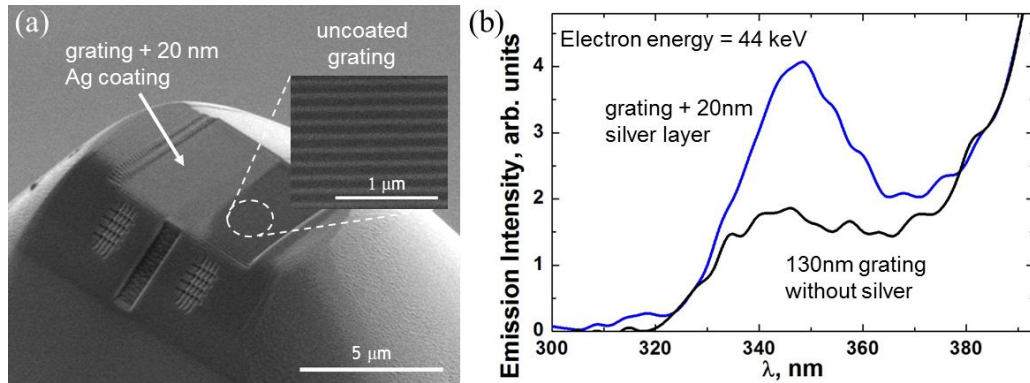 (a)
grating + 20 nm
Ag coating
uncoated
grating
1 μm
5 μm
(b)
Emission Intensity, arb. units
4
3
2
1
0
Electron energy = 44 keV
grating + 20nm
silver layer
130nm grating
without silver
300
320
340
360
380
λ, nm